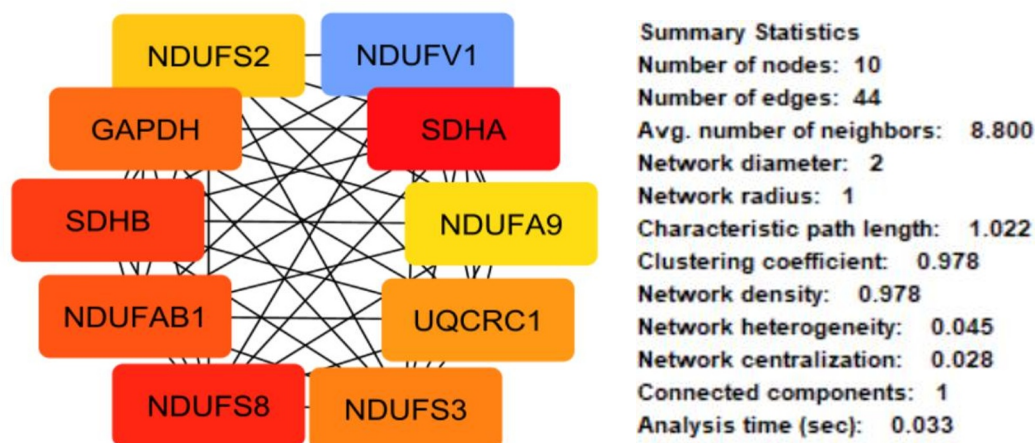 NDUFS2
NDUFV1
GAPDH
SDHA
SDHB
NDUFA9
NDUFAB1
UQCRC1
NDUFS8
NDUFS3
Summary Statistics
Number of nodes: 10
Number of edges: 44
Avg. number of neighbors: 8.800
Network diameter: 2
Network radius: 1
Characteristic path length: 1.022
Clustering coefficient: 0.978
Network density: 0.978
Network heterogeneity: 0.045
Network centralization: 0.028
Connected components: 1
Analysis time (sec): 0.033